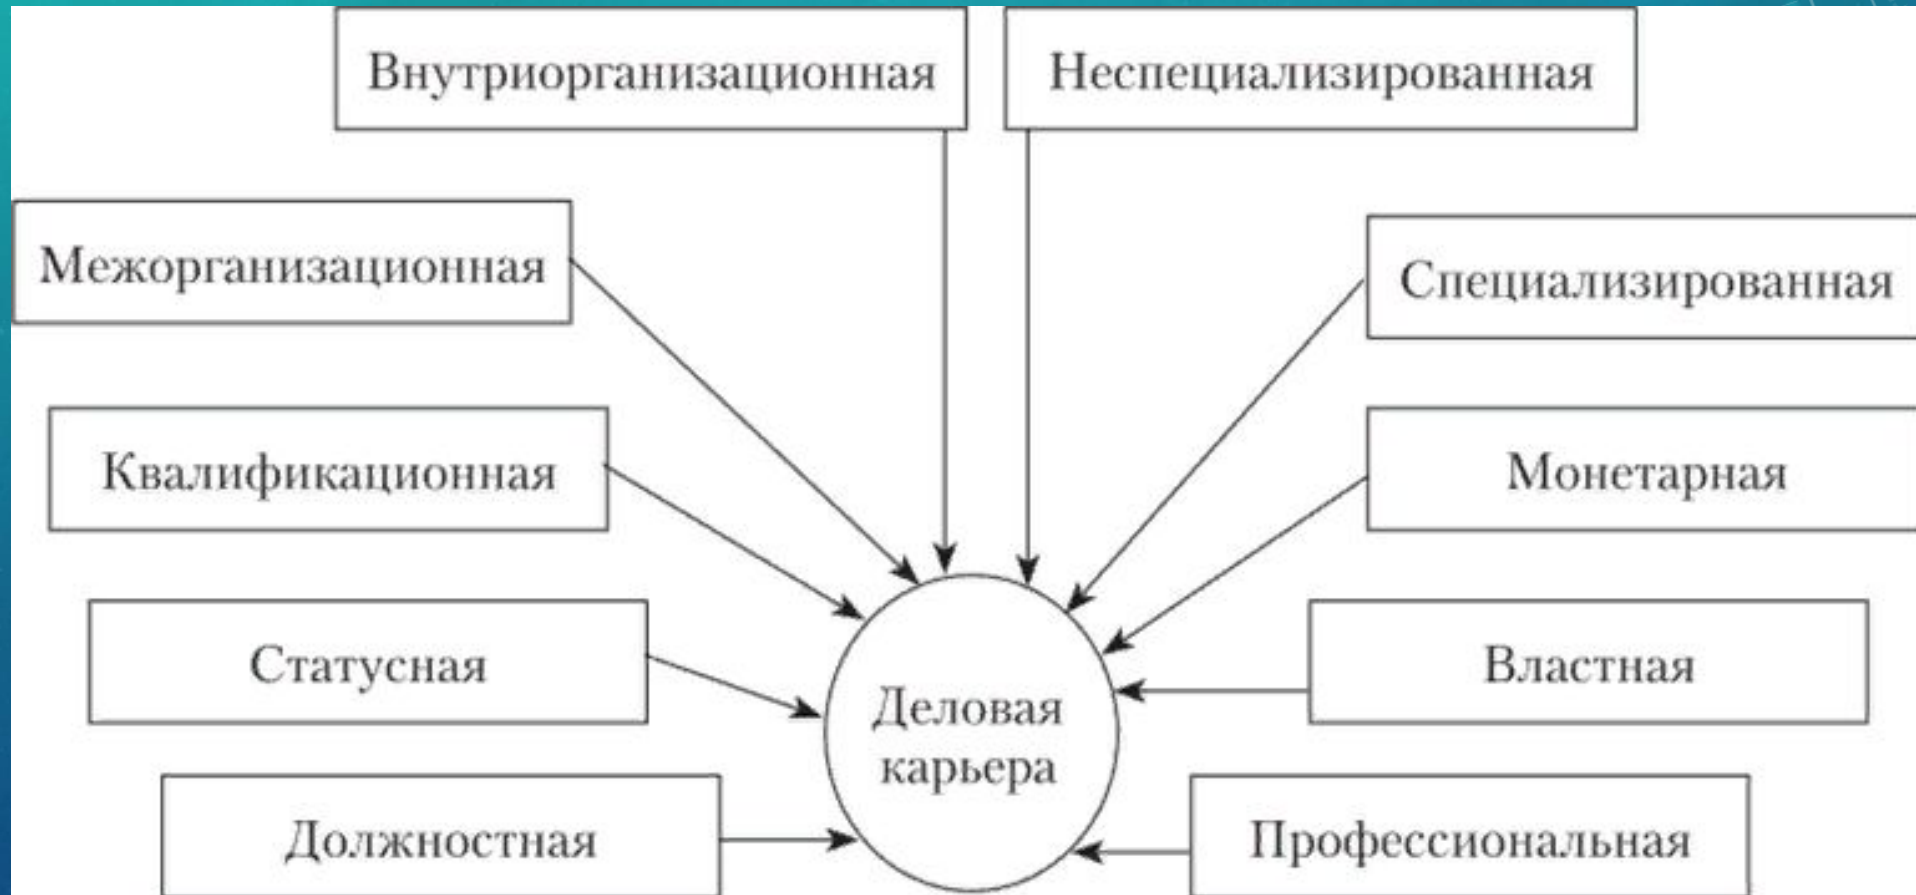 Внутриорганизационная
Неспециализированная
Межорганизационная
Специализированная
Квалификационная
Монетарная
Статусная
Властная
Деловая
карьера
Должностная
Профессиональная